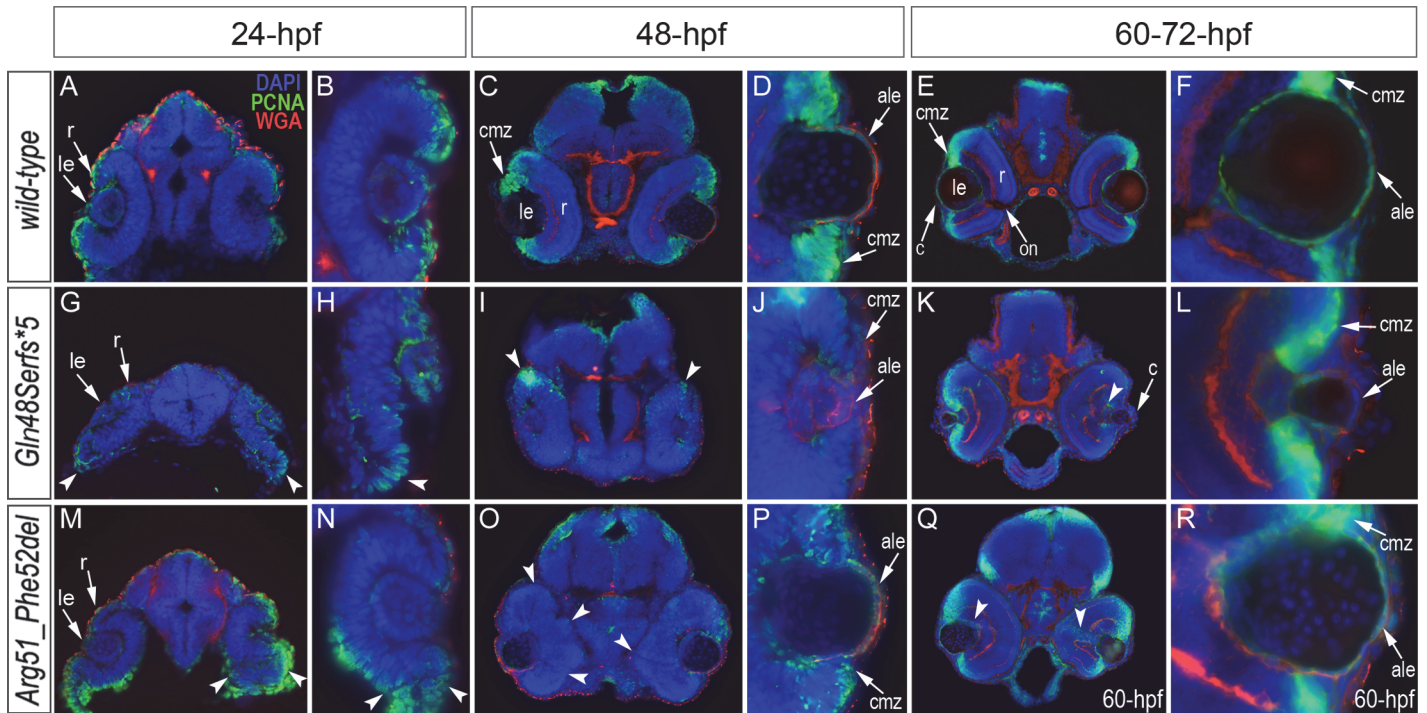 24-hpf
48-hpf
60-72-hpf
wild-type
A
DAPI
PCNA
WGA
r
le
B
C
cmz
le
r
D
ale
cmz
E
cmz
le
r
c
on
F
cmz
ale
Gln48Serfs*5
G
le
r
H
I
J
cmz
ale
K
c
L
cmz
ale
Arg51_Phe52del
M
r
le
N
O
P
ale
cmz
Q
60-hpf
R
cmz
ale
60-hpf